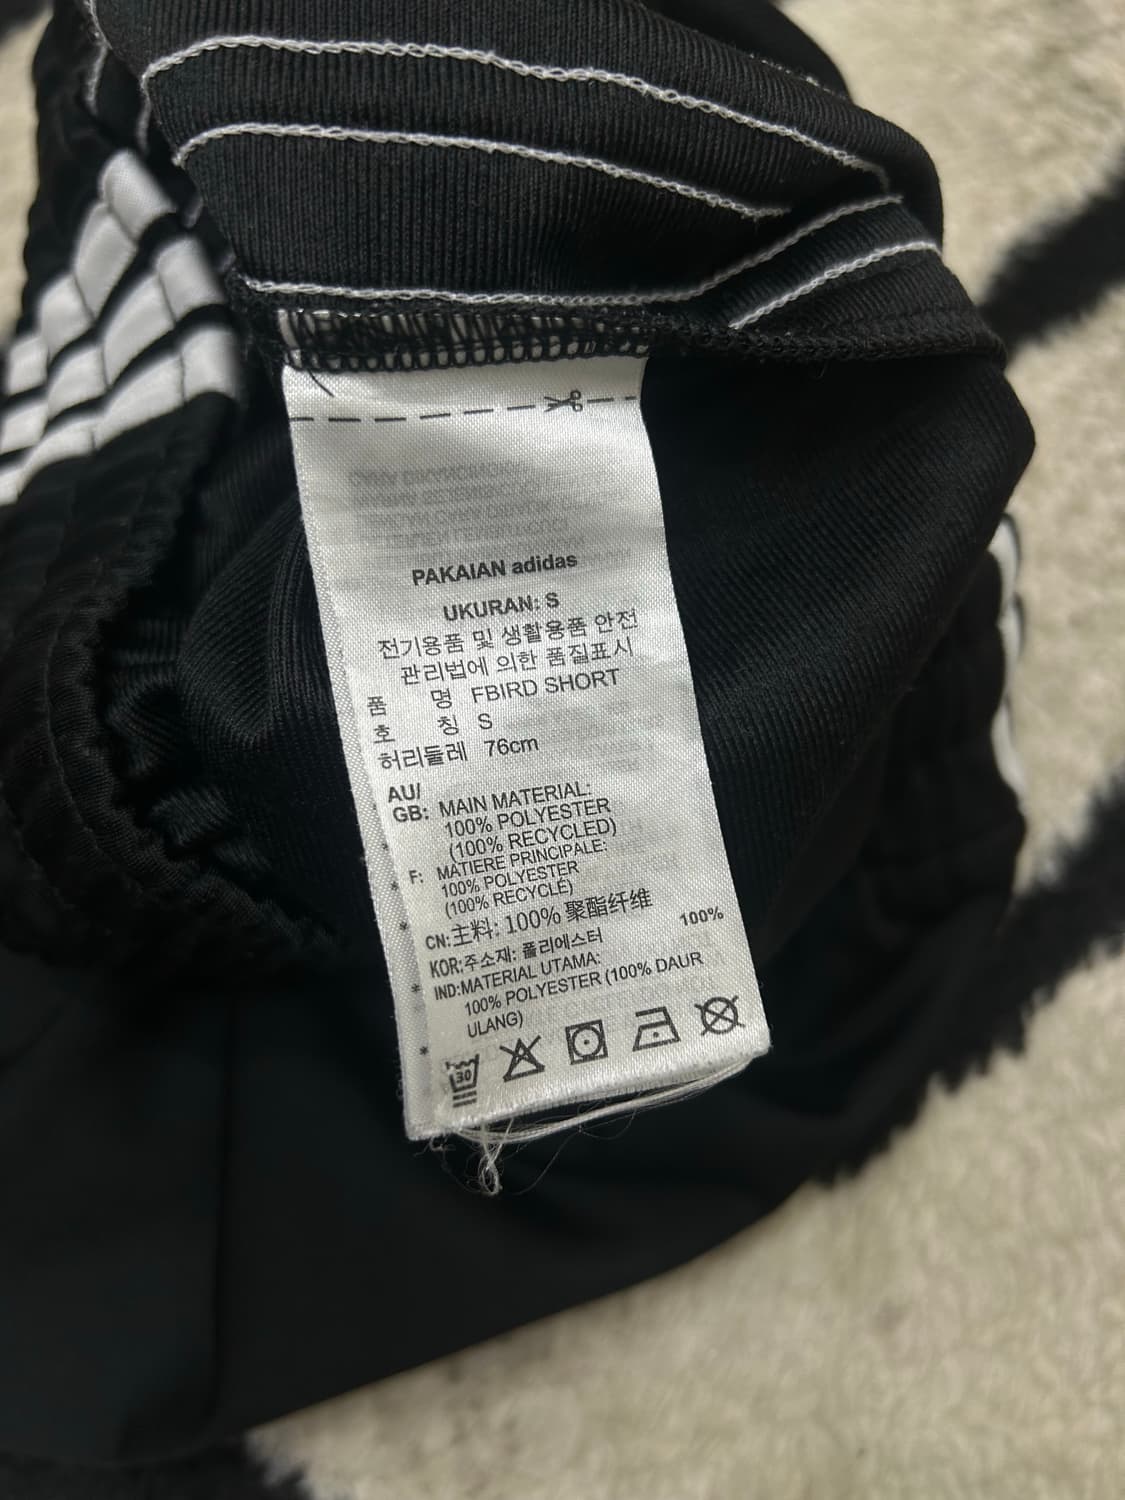 PAKAIAN adidas
UKURAN: S
전기용품 및 생활용품 안전
관리법에 의한 품질표시
품 명 FBIRD SHORT
호 칭 S
허리둘레 76cm
AU/
GB: MAIN MATERIAL:
100% POLYESTER
(100% RECYCLED)
F: MATIERE PRINCIPALE:
100% POLYESTER
(100% RECYCLÉ)
CN:主料: 100% 聚酯纤维
KOR:주소재: 폴리에스터 100%
IND:MATERIAL UTAMA:
100% POLYESTER (100% DAUR
ULANG)
30